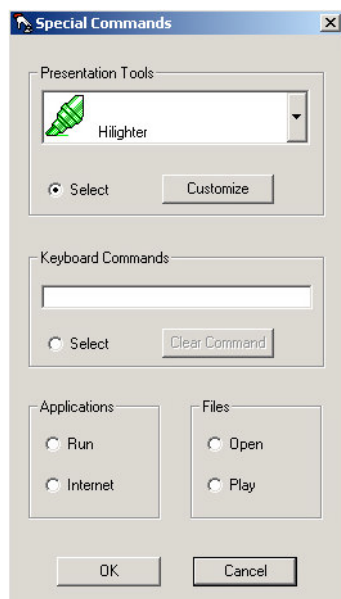 Special Commands
Presentation Tools
Hilighter
Select
Customize
Keyboard Commands
Select
Clear Command
Applications
Run
Internet
Files
Open
Play
OK
Cancel